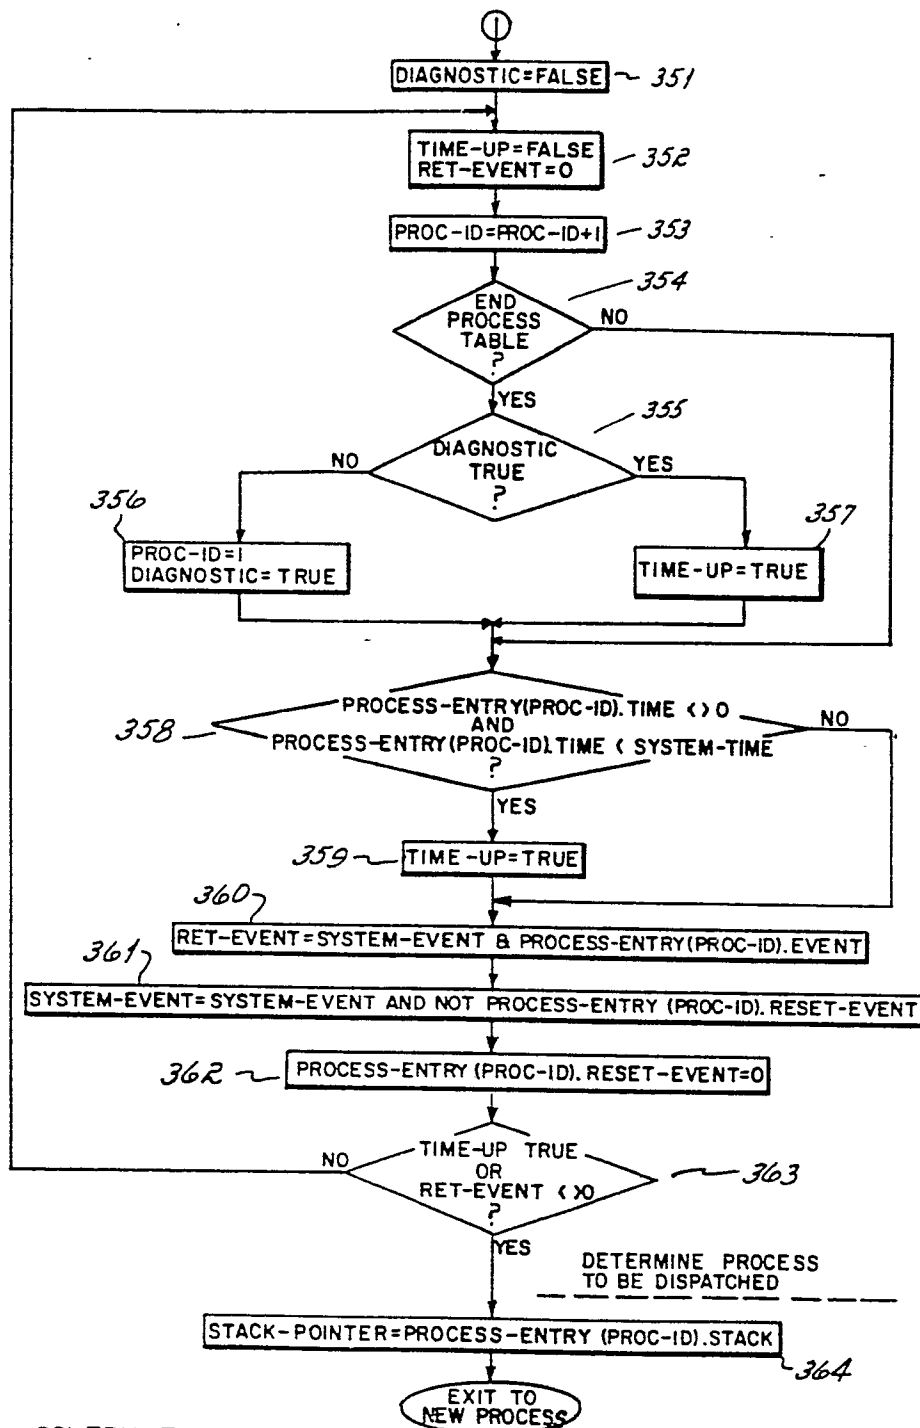 DIAGNOSTIC=FALSE
351
TIME-UP=FALSE
RET-EVENT=0
352
PROC-ID=PROC-ID+1
353
END
PROCESS
TABLE
?
354
NO
YES
DIAGNOSTIC
TRUE
?
355
NO
YES
356
PROC-ID=1
DIAGNOSTIC=TRUE
357
TIME-UP=TRUE
PROCESS-ENTRY(PROC-ID).TIME <>0
AND
PROCESS-ENTRY(PROC-ID).TIME < SYSTEM-TIME
?
358
NO
YES
359
TIME-UP=TRUE
360
RET-EVENT=SYSTEM-EVENT & PROCESS-ENTRY(PROC-ID).EVENT
361
SYSTEM-EVENT=SYSTEM-EVENT AND NOT PROCESS-ENTRY (PROC-ID).RESET-EVENT
362
PROCESS-ENTRY (PROC-ID).RESET-EVENT=0
TIME-UP TRUE
OR
RET-EVENT <>0
?
363
NO
YES
DETERMINE PROCESS
TO BE DISPATCHED
STACK-POINTER=PROCESS-ENTRY (PROC-ID).STACK
364
EXIT TO
NEW PROCESS